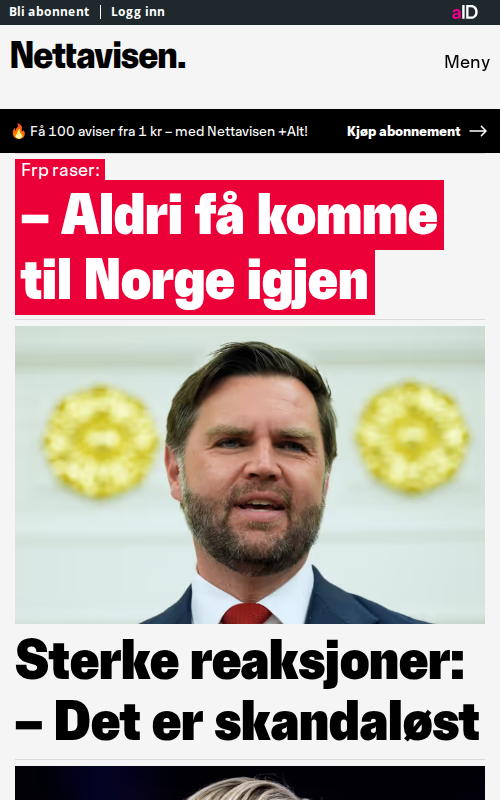 Bli abonnent | Logg inn
aID
Nettavisen.
Meny
🔥 Få 100 aviser fra 1 kr – med Nettavisen +Alt!
Kjøp abonnement →
Frp raser:
– Aldri få komme
til Norge igjen
Sterke reaksjoner:
– Det er skandaløst